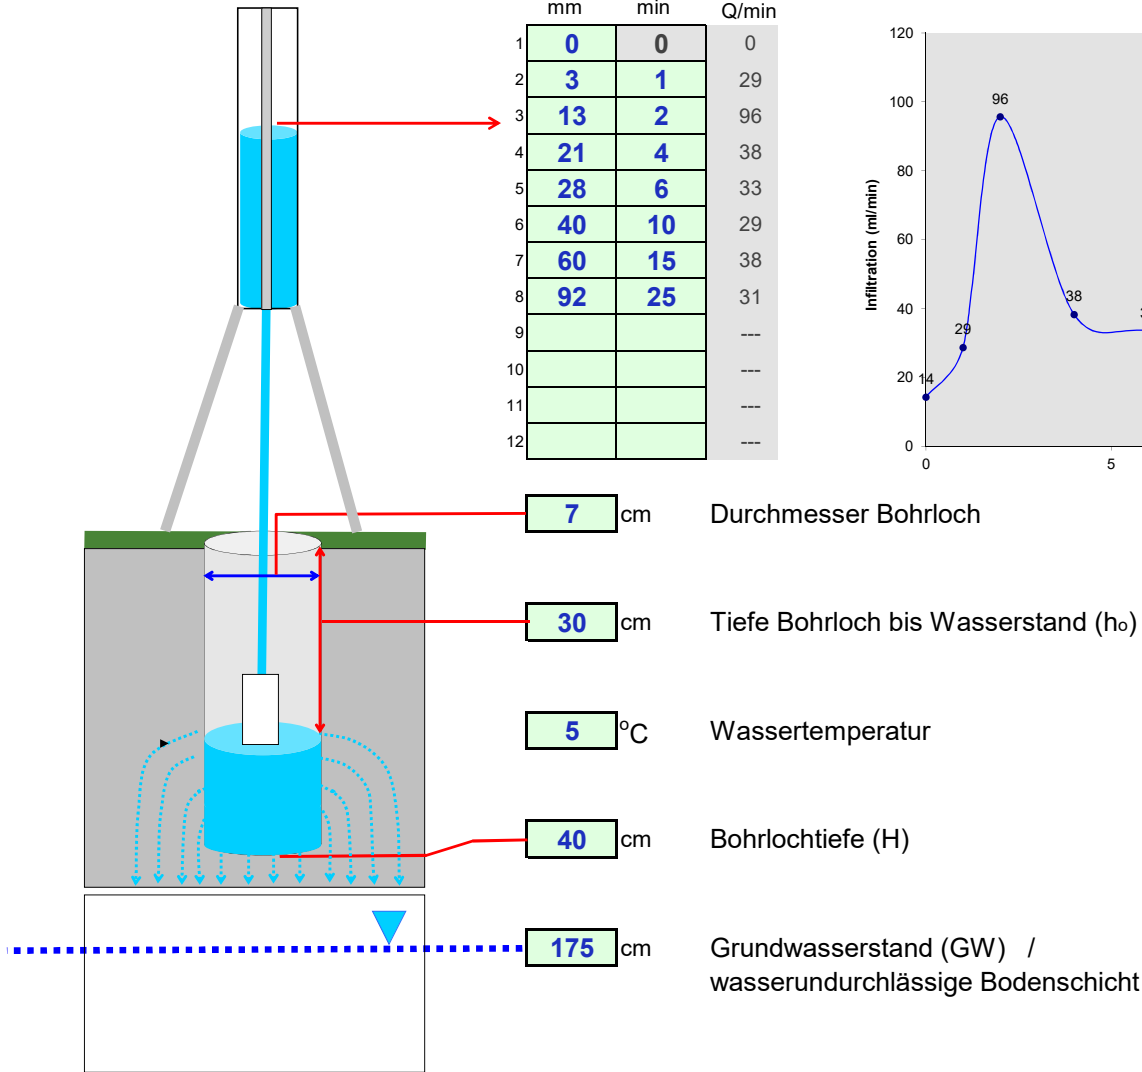 mm min Q/min
1 0 0 0
2 3 1 29
3 13 2 96
4 21 4 38
5 28 6 33
6 40 10 29
7 60 15 38
8 92 25 31
9 ---
10 ---
11 ---
12 ---
Infiltration (ml/min)
120
100
80
60
40
20
0
0 5
14
29
96
38
7 cm Durchmesser Bohrloch
30 cm Tiefe Bohrloch bis Wasserstand (ho)
5 °C Wassertemperatur
40 cm Bohrlochtiefe (H)
175 cm Grundwasserstand (GW) /
wasserundurchlässige Bodenschicht